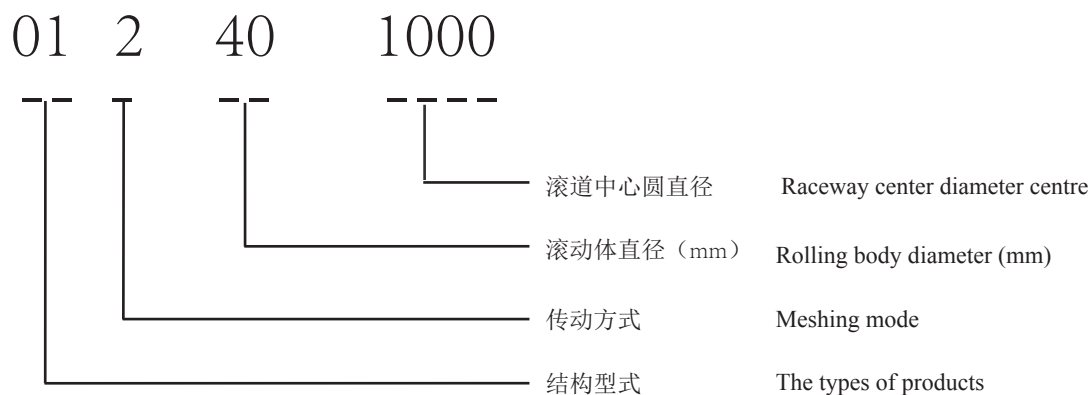 01 2 40 1000
滚道中心圆直径 Raceway center diameter centre
滚动体直径（mm） Rolling body diameter (mm)
传动方式 Meshing mode
结构型式 The types of products